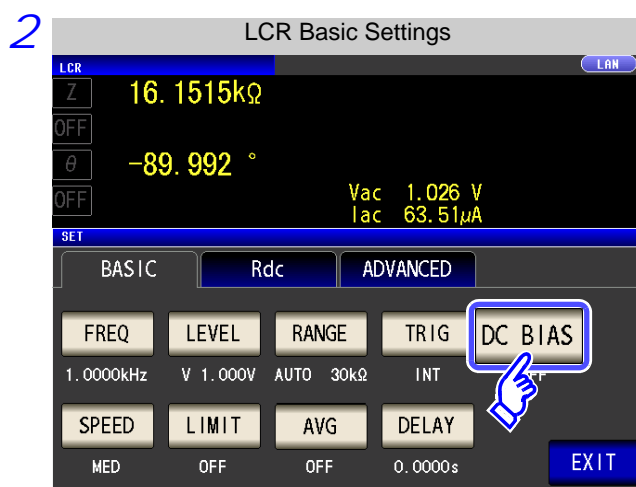 2
LCR Basic Settings
LCR LAN
Z 16.1515kΩ
OFF
θ -89.992 °
OFF Vac 1.026 V
Iac 63.51μA
SET
BASIC Rdc ADVANCED
FREQ LEVEL RANGE TRIG DC BIAS
1.0000kHz V 1.000V AUTO 30kΩ INT
SPEED LIMIT AVG DELAY
MED OFF OFF 0.0000s EXIT